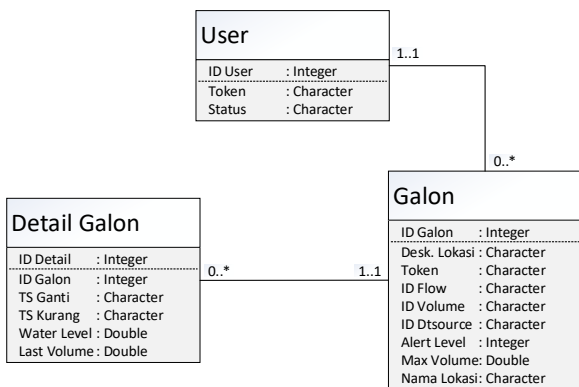 User
ID User : Integer
Token : Character
Status : Character
1..1
0..*
Galon
ID Galon : Integer
Desk. Lokasi : Character
Token : Character
ID Flow : Character
ID Volume : Character
ID Dtsource : Character
Alert Level : Integer
Max Volume: Double
Nama Lokasi: Character
Detail Galon
ID Detail : Integer
ID Galon : Integer
TS Ganti : Character
TS Kurang : Character
Water Level : Double
Last Volume : Double
0..*
1..1